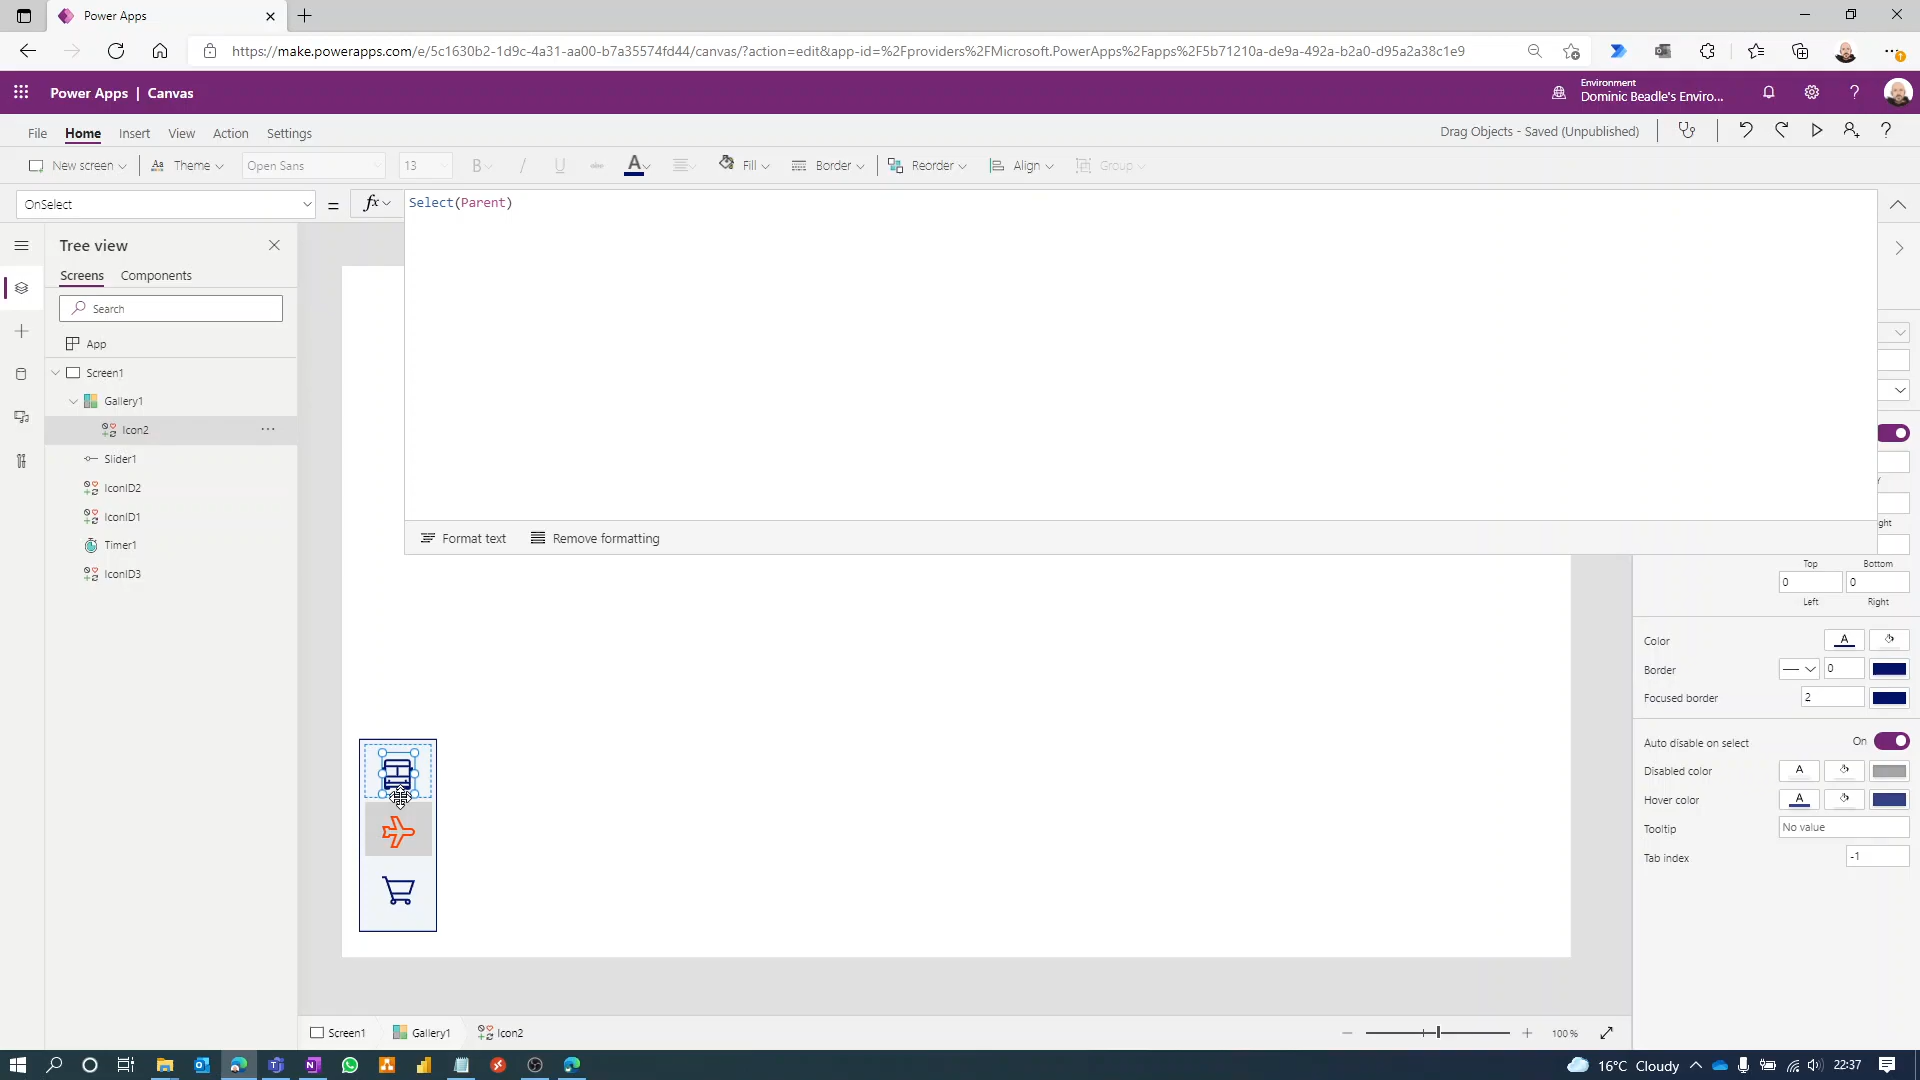 Power Apps
https://make.powerapps.com/e/5c1630b2-1d9c-4a31-aa00-b7a35574fd44/canvas/?action=edit&app-id=%2Fproviders%2FMicrosoft.PowerApps%2Fapps%2F5b71210a-de9a-492a-b2a0-d95a2a38c1e9
Power Apps | Canvas
Environment
Dominic Beadle's Enviro...
File Home Insert View Action Settings
Drag Objects - Saved (Unpublished)
New screen Theme Open Sans 13 B / U abc A Fill Border Reorder Align Group
OnSelect = fx Select(Parent)
Tree view
Screens Components
Search
App
Screen1
Gallery1
Icon2 ...
Slider1
IconID2
IconID1
Timer1
IconID3
Format text Remove formatting
Y
ght
Top Bottom
0 0
Left Right
Color A
Border 0
Focused border 2
Auto disable on select On
Disabled color A
Hover color A
Tooltip No value
Tab index -1
Screen1 Gallery1 Icon2
100 %
16°C Cloudy 22:37